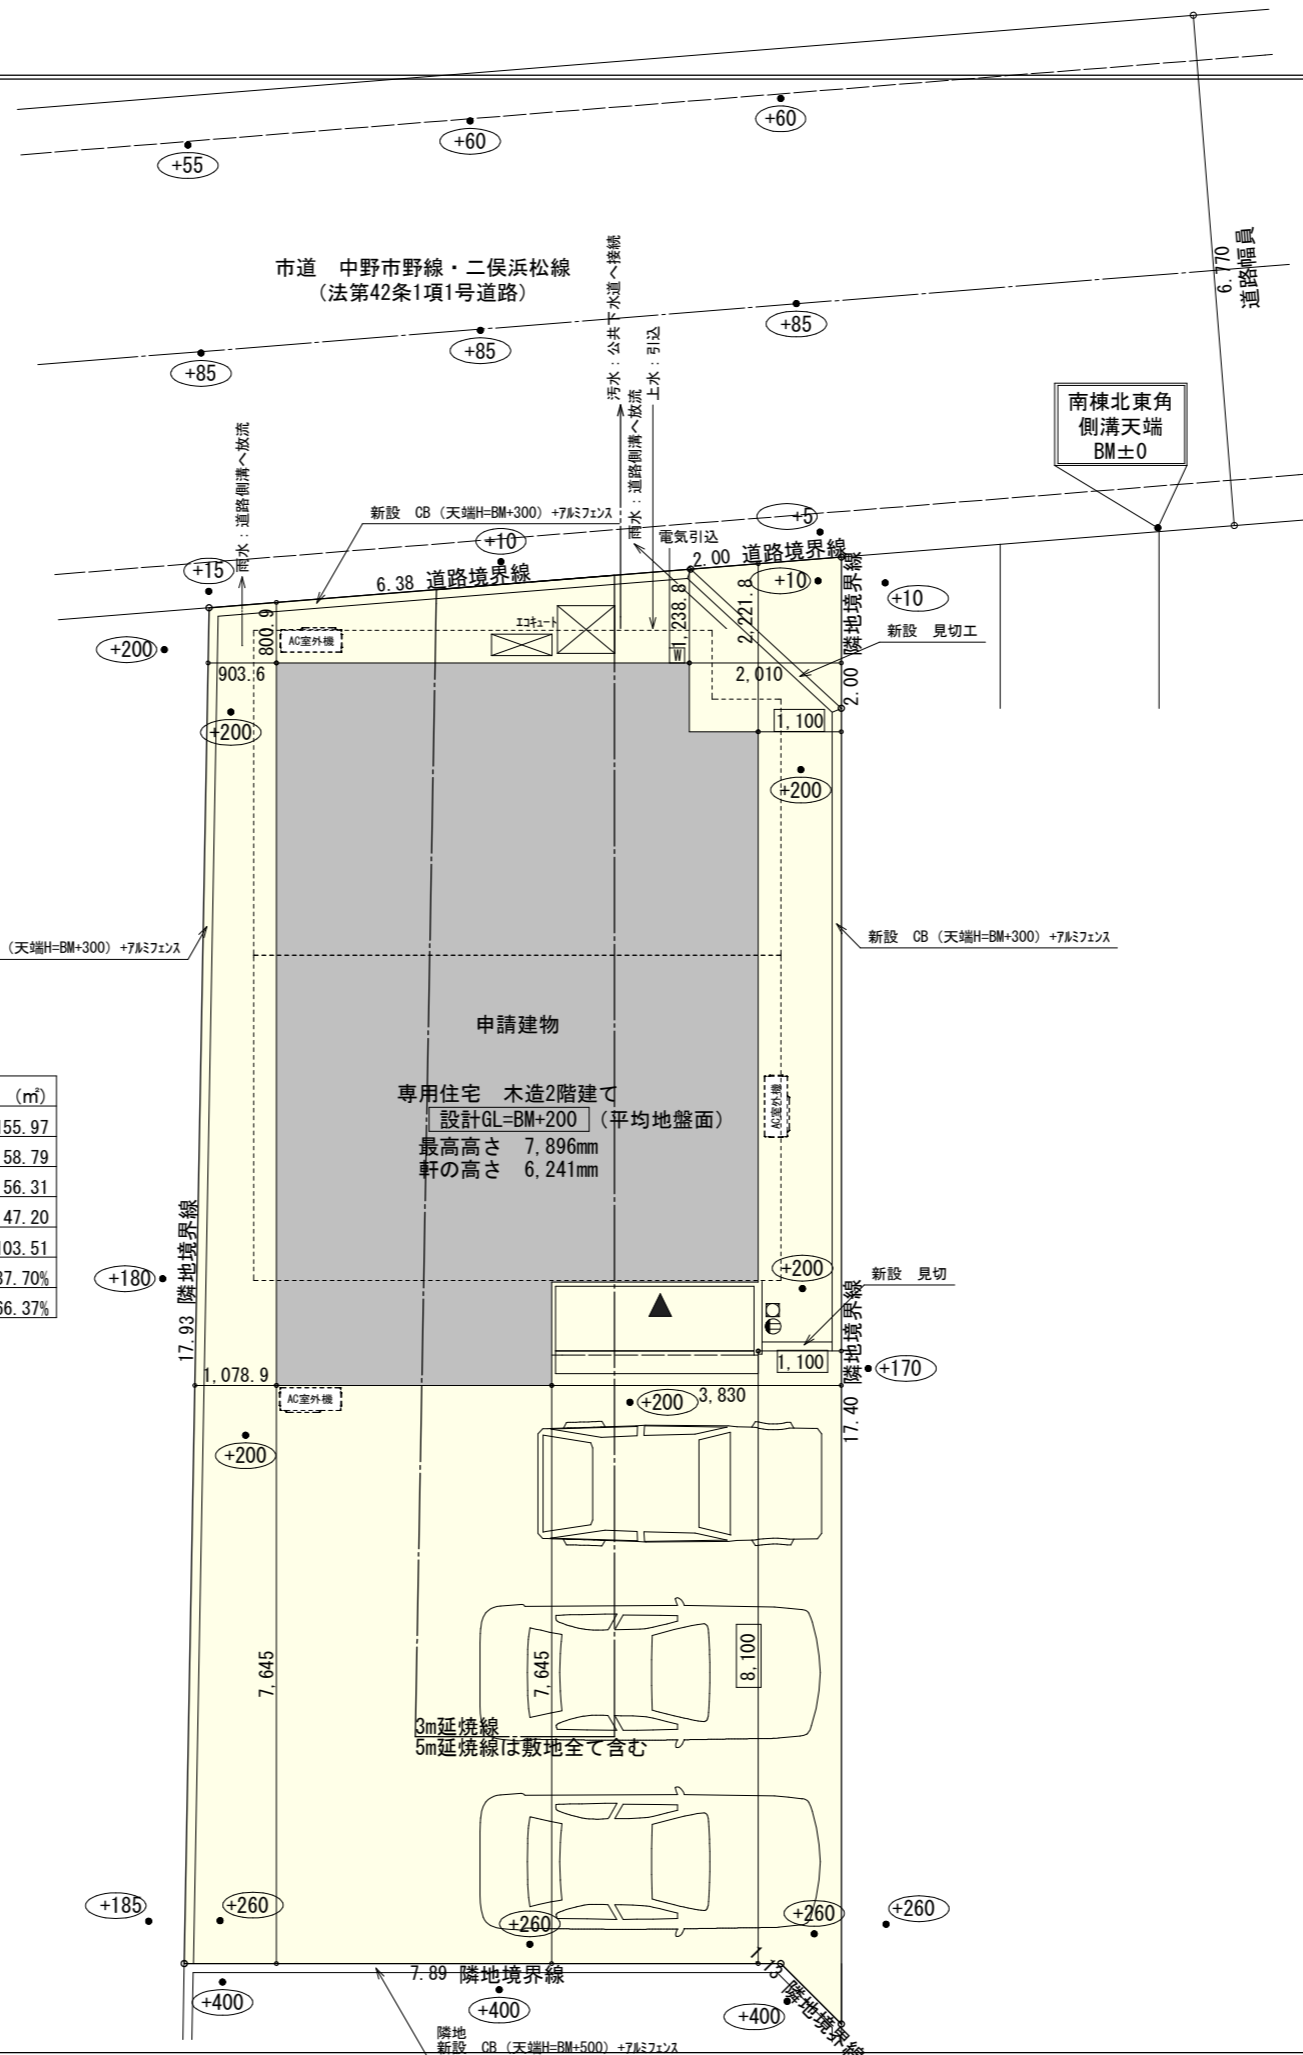 +60
+60
+55
市道　中野市野線・二俣浜松線
（法第42条1項1号道路）
6.770
道路幅員
+85
+85
+85
南棟北東角
側溝天端
BM±0
汚水：公共下水道へ接続
雨水：道路側溝へ放流
上水：引込
雨水：道路側溝へ放流
新設　CB（天端H=BM+300）+アルミフェンス
電気引込
+5
+10
+15
2.00 道路境界線
6.38 道路境界線
+10
+10
800.9
エコキュート
AC室外機
1,238.8
2,221.8
2.00 隣地境界線
新設　見切工
+200
W
903.6
2,010
+200
1,100
+200
（天端H=BM+300）+アルミフェンス
新設　CB（天端H=BM+300）+アルミフェンス
申請建物
専用住宅　木造2階建て
設計GL=BM+200（平均地盤面）
最高高さ　7,896mm
軒の高さ　6,241mm
AC室外機
（㎡）
155.97
58.79
56.31
47.20
103.51
37.70%
66.37%
17.93 隣地境界線
+180
+200
新設　見切
1,100
17.40 隣地境界線
+170
1,078.9
AC室外機
+200
3,830
+200
7,645
7,645
8,100
3m延焼線
5m延焼線は敷地全て含む
+185
+260
+260
+260
+260
7.89 隣地境界線
1.13 隣地境界線
+400
+400
+400
隣地
新設　CB（天端H=BM+500）+アルミフェンス